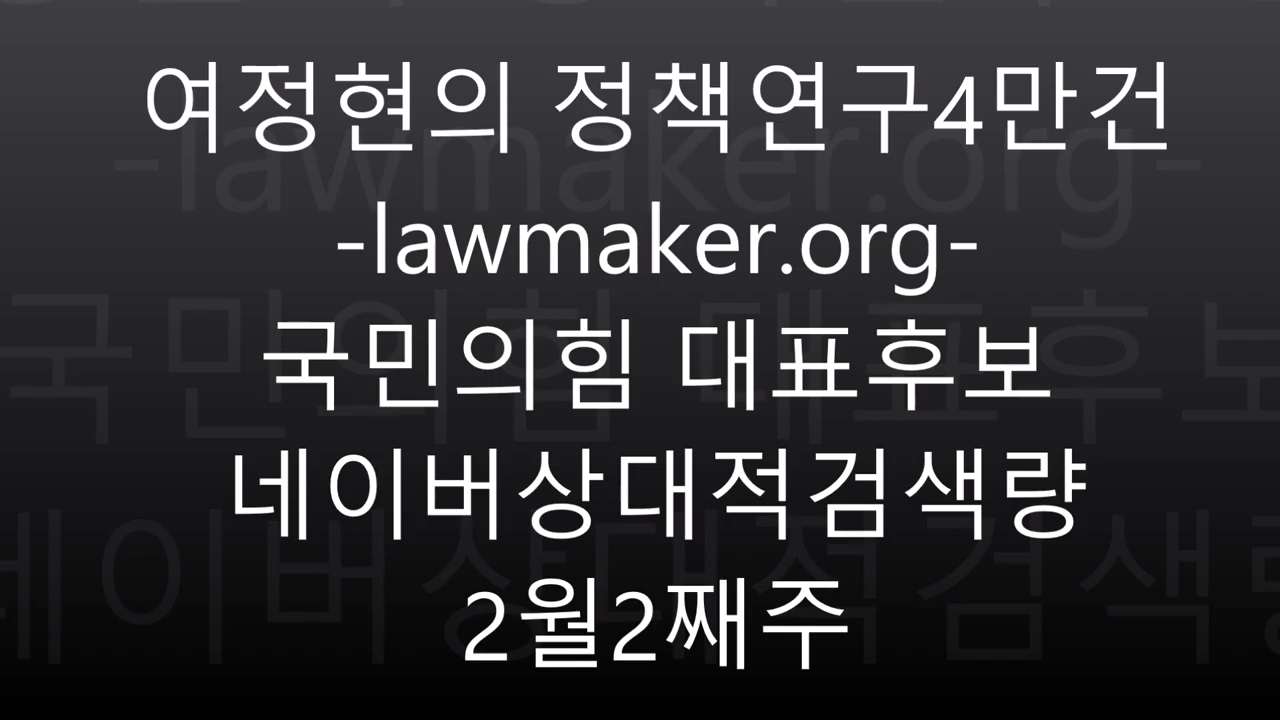 여정현의 정책연구4만건
-lawmaker.org-
국민의힘 대표후보
네이버상대적검색량
2월2째주